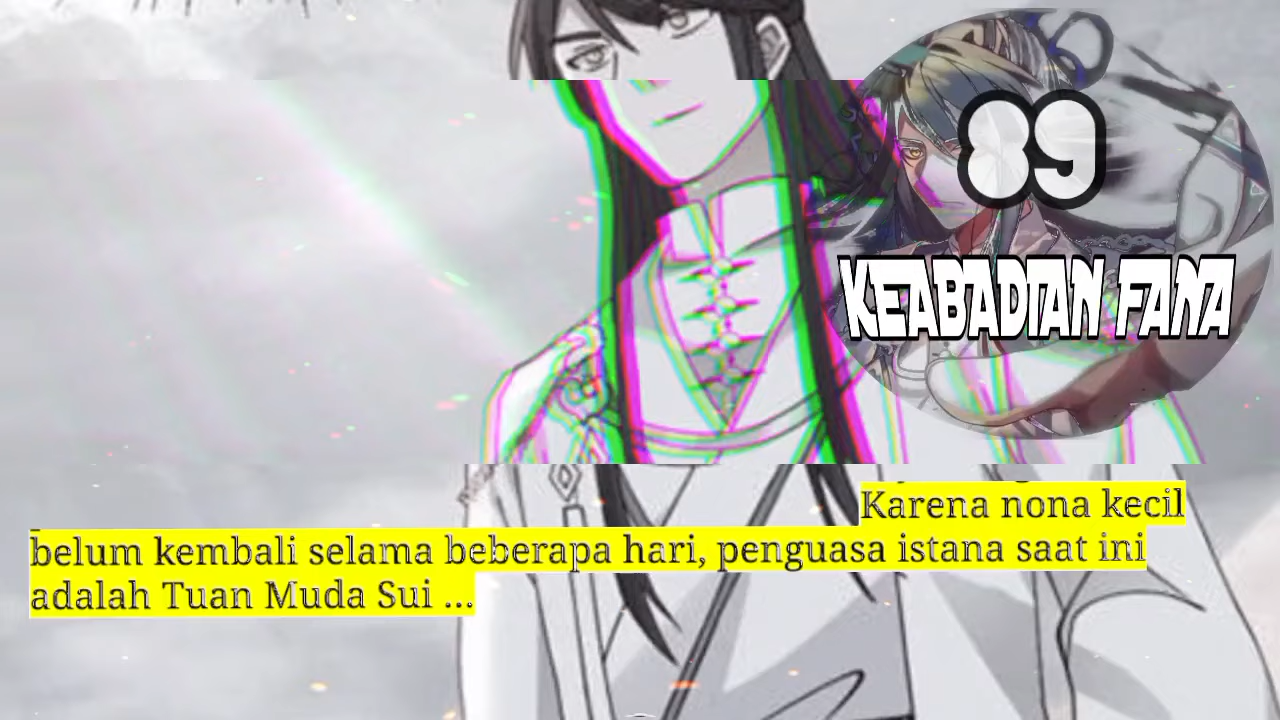 89
KEABADIAN FANA
Karena nona kecil
belum kembali selama beberapa hari, penguasa istana saat ini
adalah Tuan Muda Sui ...